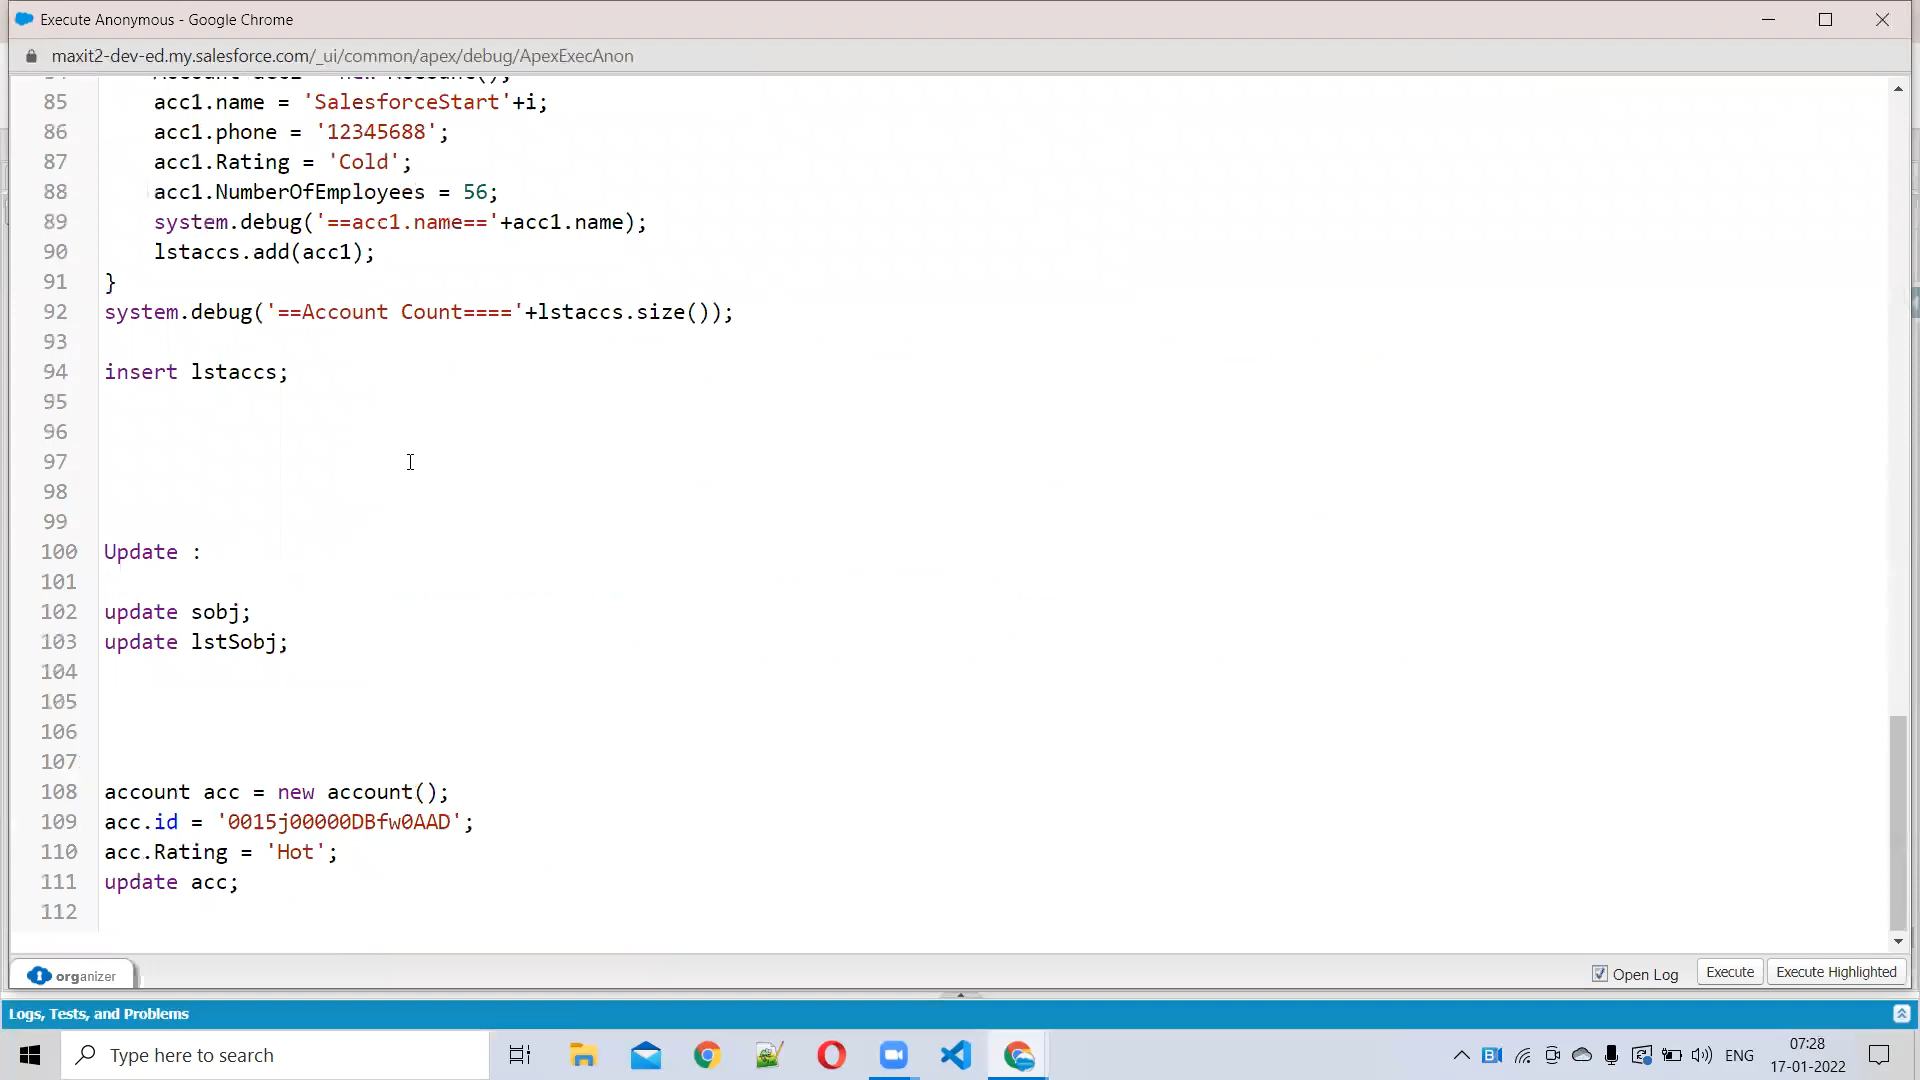 Execute Anonymous - Google Chrome
maxit2-dev-ed.my.salesforce.com/_ui/common/apex/debug/ApexExecAnon
85 acc1.name = 'SalesforceStart'+i;
86 acc1.phone = '12345688';
87 acc1.Rating = 'Cold';
88 acc1.NumberOfEmployees = 56;
89 system.debug('==acc1.name=='+acc1.name);
90 lstaccs.add(acc1);
91 }
92 system.debug('==Account Count===='+lstaccs.size());
93
94 insert lstaccs;
95
96
97
98
99
100 Update :
101
102 update sobj;
103 update lstSobj;
104
105
106
107
108 account acc = new account();
109 acc.id = '0015j00000DBfw0AAD';
110 acc.Rating = 'Hot';
111 update acc;
112
organizer
Open Log
Execute
Execute Highlighted
Logs, Tests, and Problems
Type here to search
ENG
07:28
17-01-2022